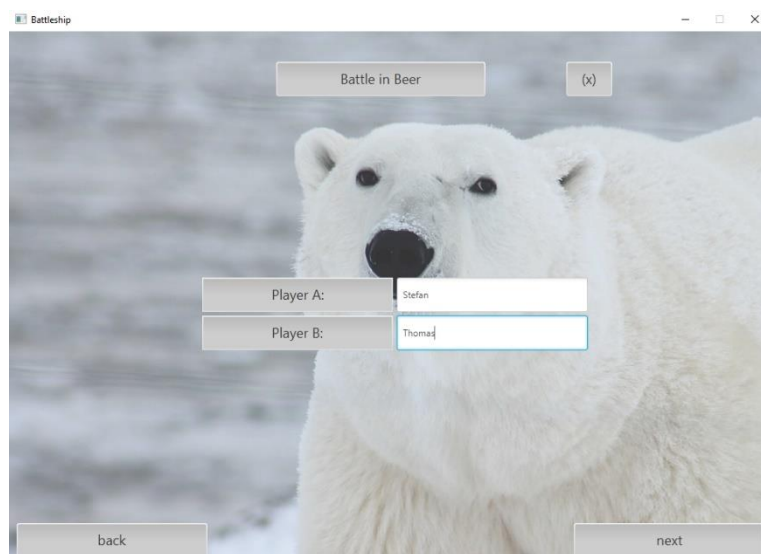 Battleship
Battle in Beer (x)
Player A: Stefan
Player B: Thomas
back next